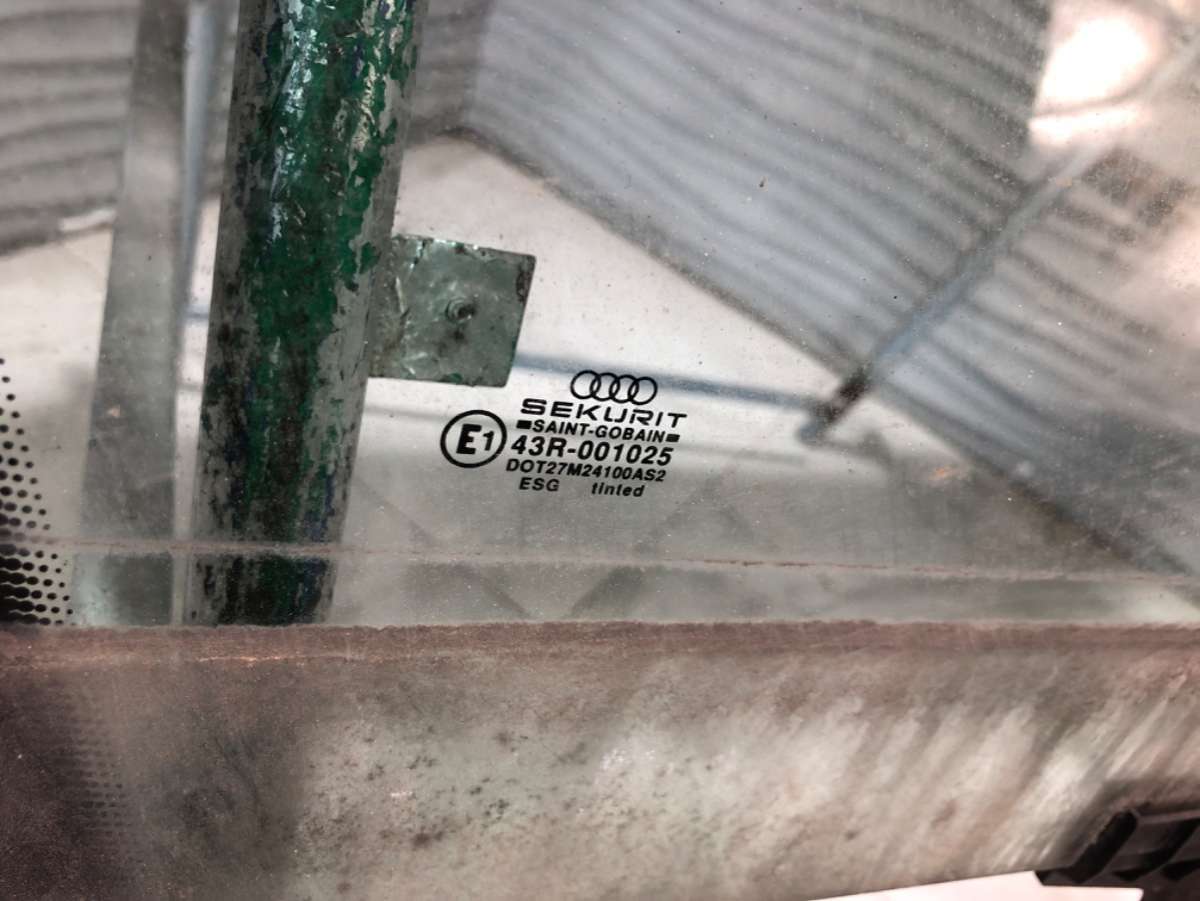 SEKURIT
SAINT-GOBAIN
E1 43R-001025
DOT27M24100AS2
ESG tinted